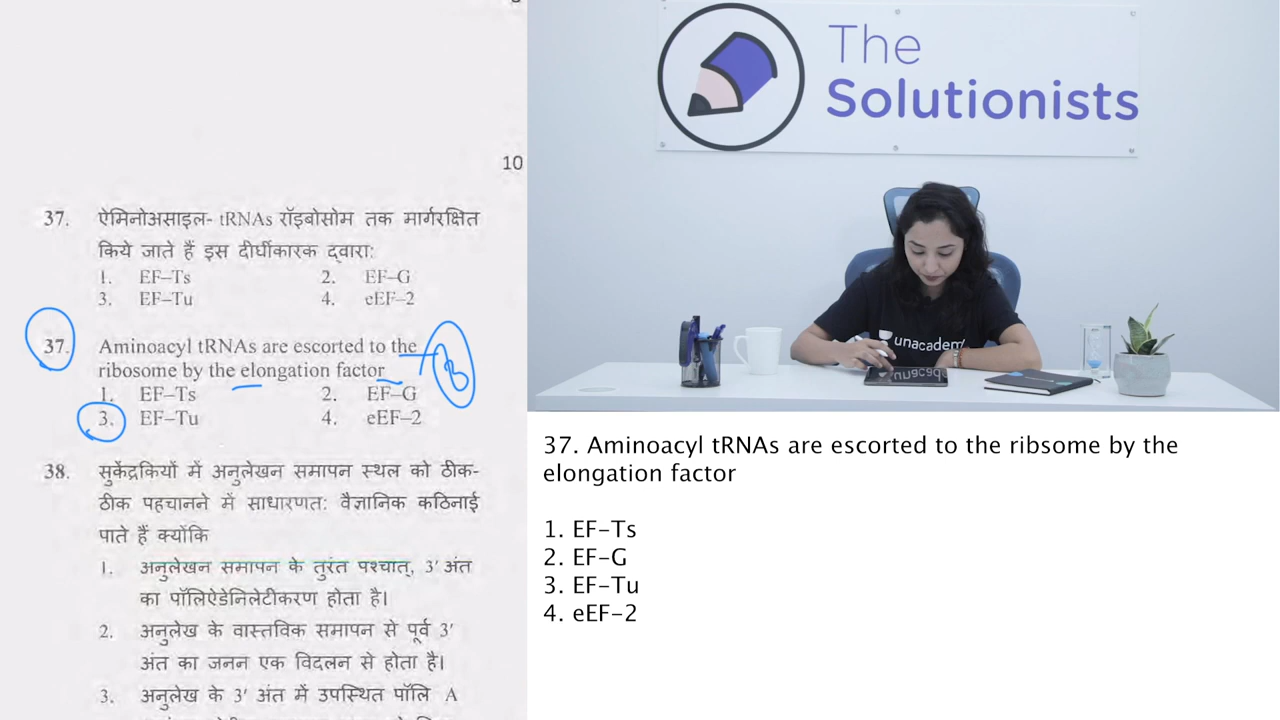 10
37. ऐमिनोअसाइल- tRNAs रॉइबोसोम तक मार्गरक्षित
किये जाते हैं इस दीर्घीकारक द्वारा:
1. EF–Ts 2. EF–G
3. EF–Tu 4. eEF–2
37. Aminoacyl tRNAs are escorted to the
ribosome by the elongation factor
1. EF–Ts 2. EF–G
3. EF–Tu 4. eEF–2
38. सुकेंद्रकियों में अनुलेखन समापन स्थल को ठीक-
ठीक पहचानने में साधारणत: वैज्ञानिक कठिनाई
पाते हैं क्योंकि
1. अनुलेखन समापन के तुरंत पश्चात्, 3′ अंत
का पॉलिऐडेनिलेटीकरण होता है।
2. अनुलेख के वास्तविक समापन से पूर्व 3′
अंत का जनन एक विदलन से होता है।
3. अनुलेख के 3′ अंत में उपस्थित पॉलि A
The
Solutionists
unacademy
37. Aminoacyl tRNAs are escorted to the ribsome by the
elongation factor
1. EF–Ts
2. EF–G
3. EF–Tu
4. eEF–2